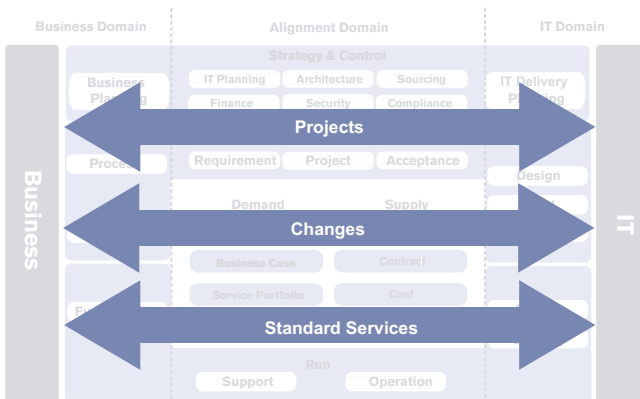 Business Domain
Alignment Domain
IT Domain
Strategy & Control
Business
IT Planning
Architecture
Sourcing
IT Delivery
Finance
Security
Compliance
Projects
Requirement
Project
Acceptance
Design
Business
IT
Demand
Supply
Changes
Business Case
Contract
Service Portfolio
Cost
Standard Services
Run
Support
Operation